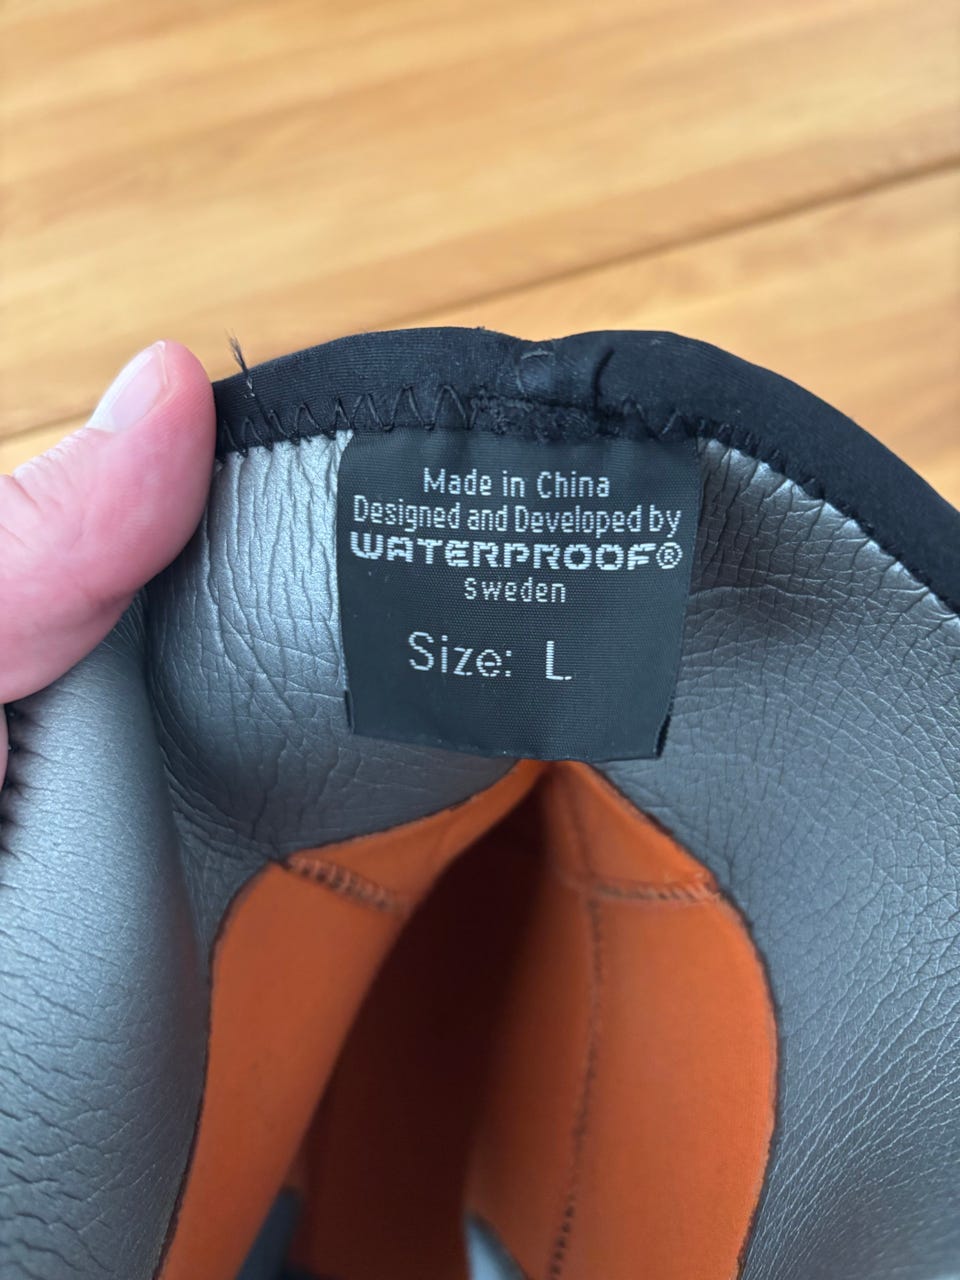 Made in China
Designed and Developed by
WATERPROOF®
Sweden
Size: L